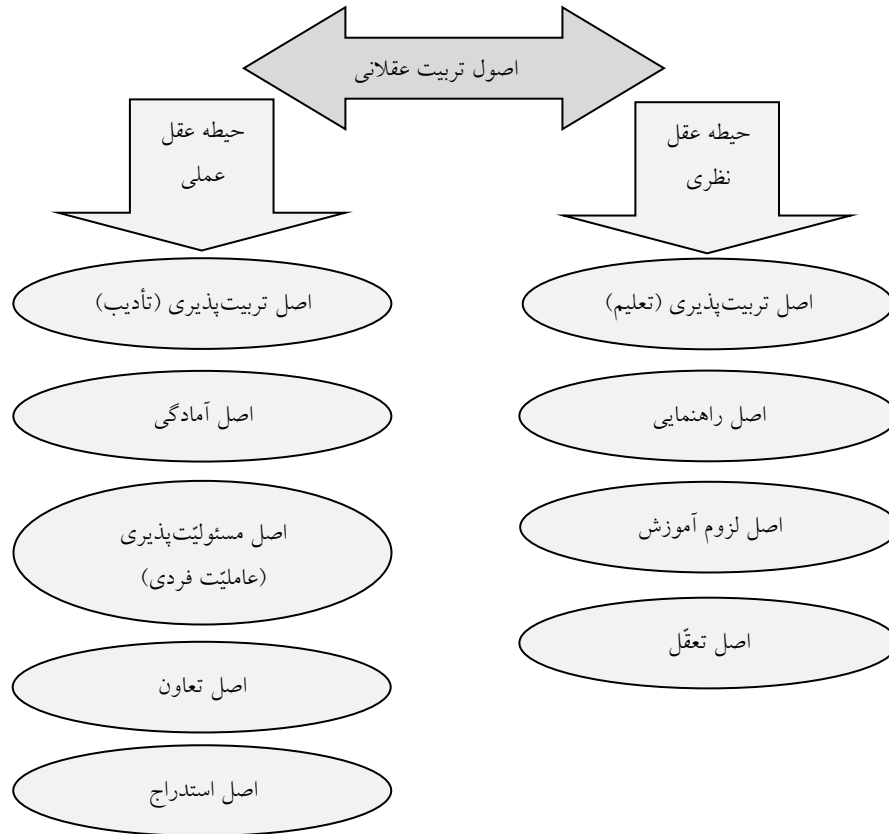 اصول تربیت عقلانی
حیطه عقل
نظری
اصل تربیت‌پذیری (تعلیم)
اصل راهنمایی
اصل لزوم آموزش
اصل تعقّل
حیطه عقل
عملی
اصل تربیت‌پذیری (تأدیب)
اصل آمادگی
اصل مسئولیّت‌پذیری
(عاملیّت فردی)
اصل تعاون
اصل استدراج